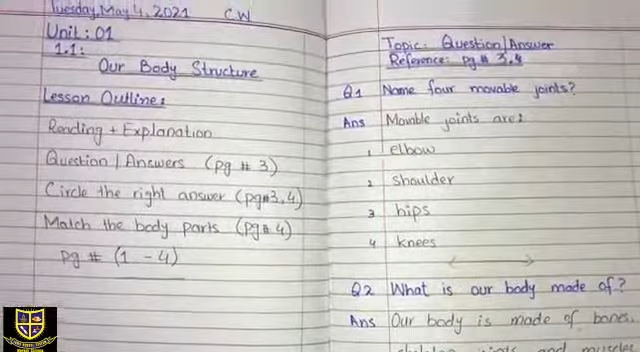 Tuesday, May 4, 2021 CW
Unit: 01
1.1:
Our Body Structure
Lesson Outline:
Reading + Explanation
Question/Answers (pg # 3)
Circle the right answer (pg#3,4)
Match the body parts (pg# 4)
pg # (1 - 4)
Topic: Question/Answer
Reference: pg # 3,4
Q1 Name four movable joints?
Ans Movable joints are:
1 elbow
2 shoulder
3 hips
4 knees
Q2 What is our body made of?
Ans Our body is made of bones,
joints and muscles